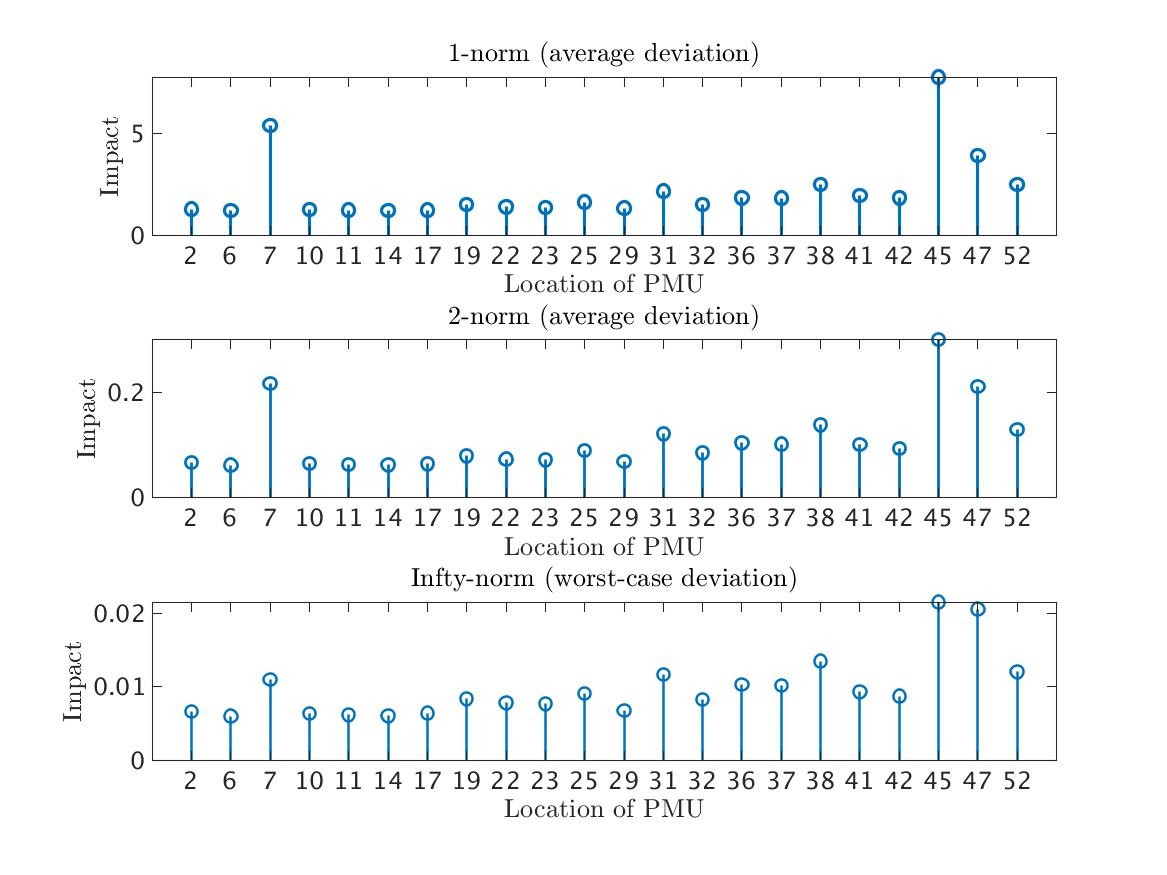 1-norm (average deviation)
Impact
5
0
2 6 7 10 11 14 17 19 22 23 25 29 31 32 36 37 38 41 42 45 47 52
Location of PMU
2-norm (average deviation)
Impact
0.2
0
2 6 7 10 11 14 17 19 22 23 25 29 31 32 36 37 38 41 42 45 47 52
Location of PMU
Infty-norm (worst-case deviation)
Impact
0.02
0.01
0
2 6 7 10 11 14 17 19 22 23 25 29 31 32 36 37 38 41 42 45 47 52
Location of PMU